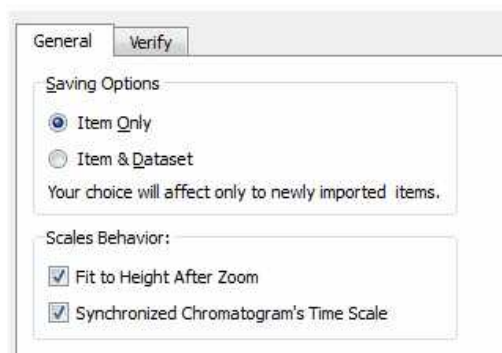 General Verify
Saving Options
Item Only
Item & Dataset
Your choice will affect only to newly imported items.
Scales Behavior:
Fit to Height After Zoom
Synchronized Chromatogram's Time Scale